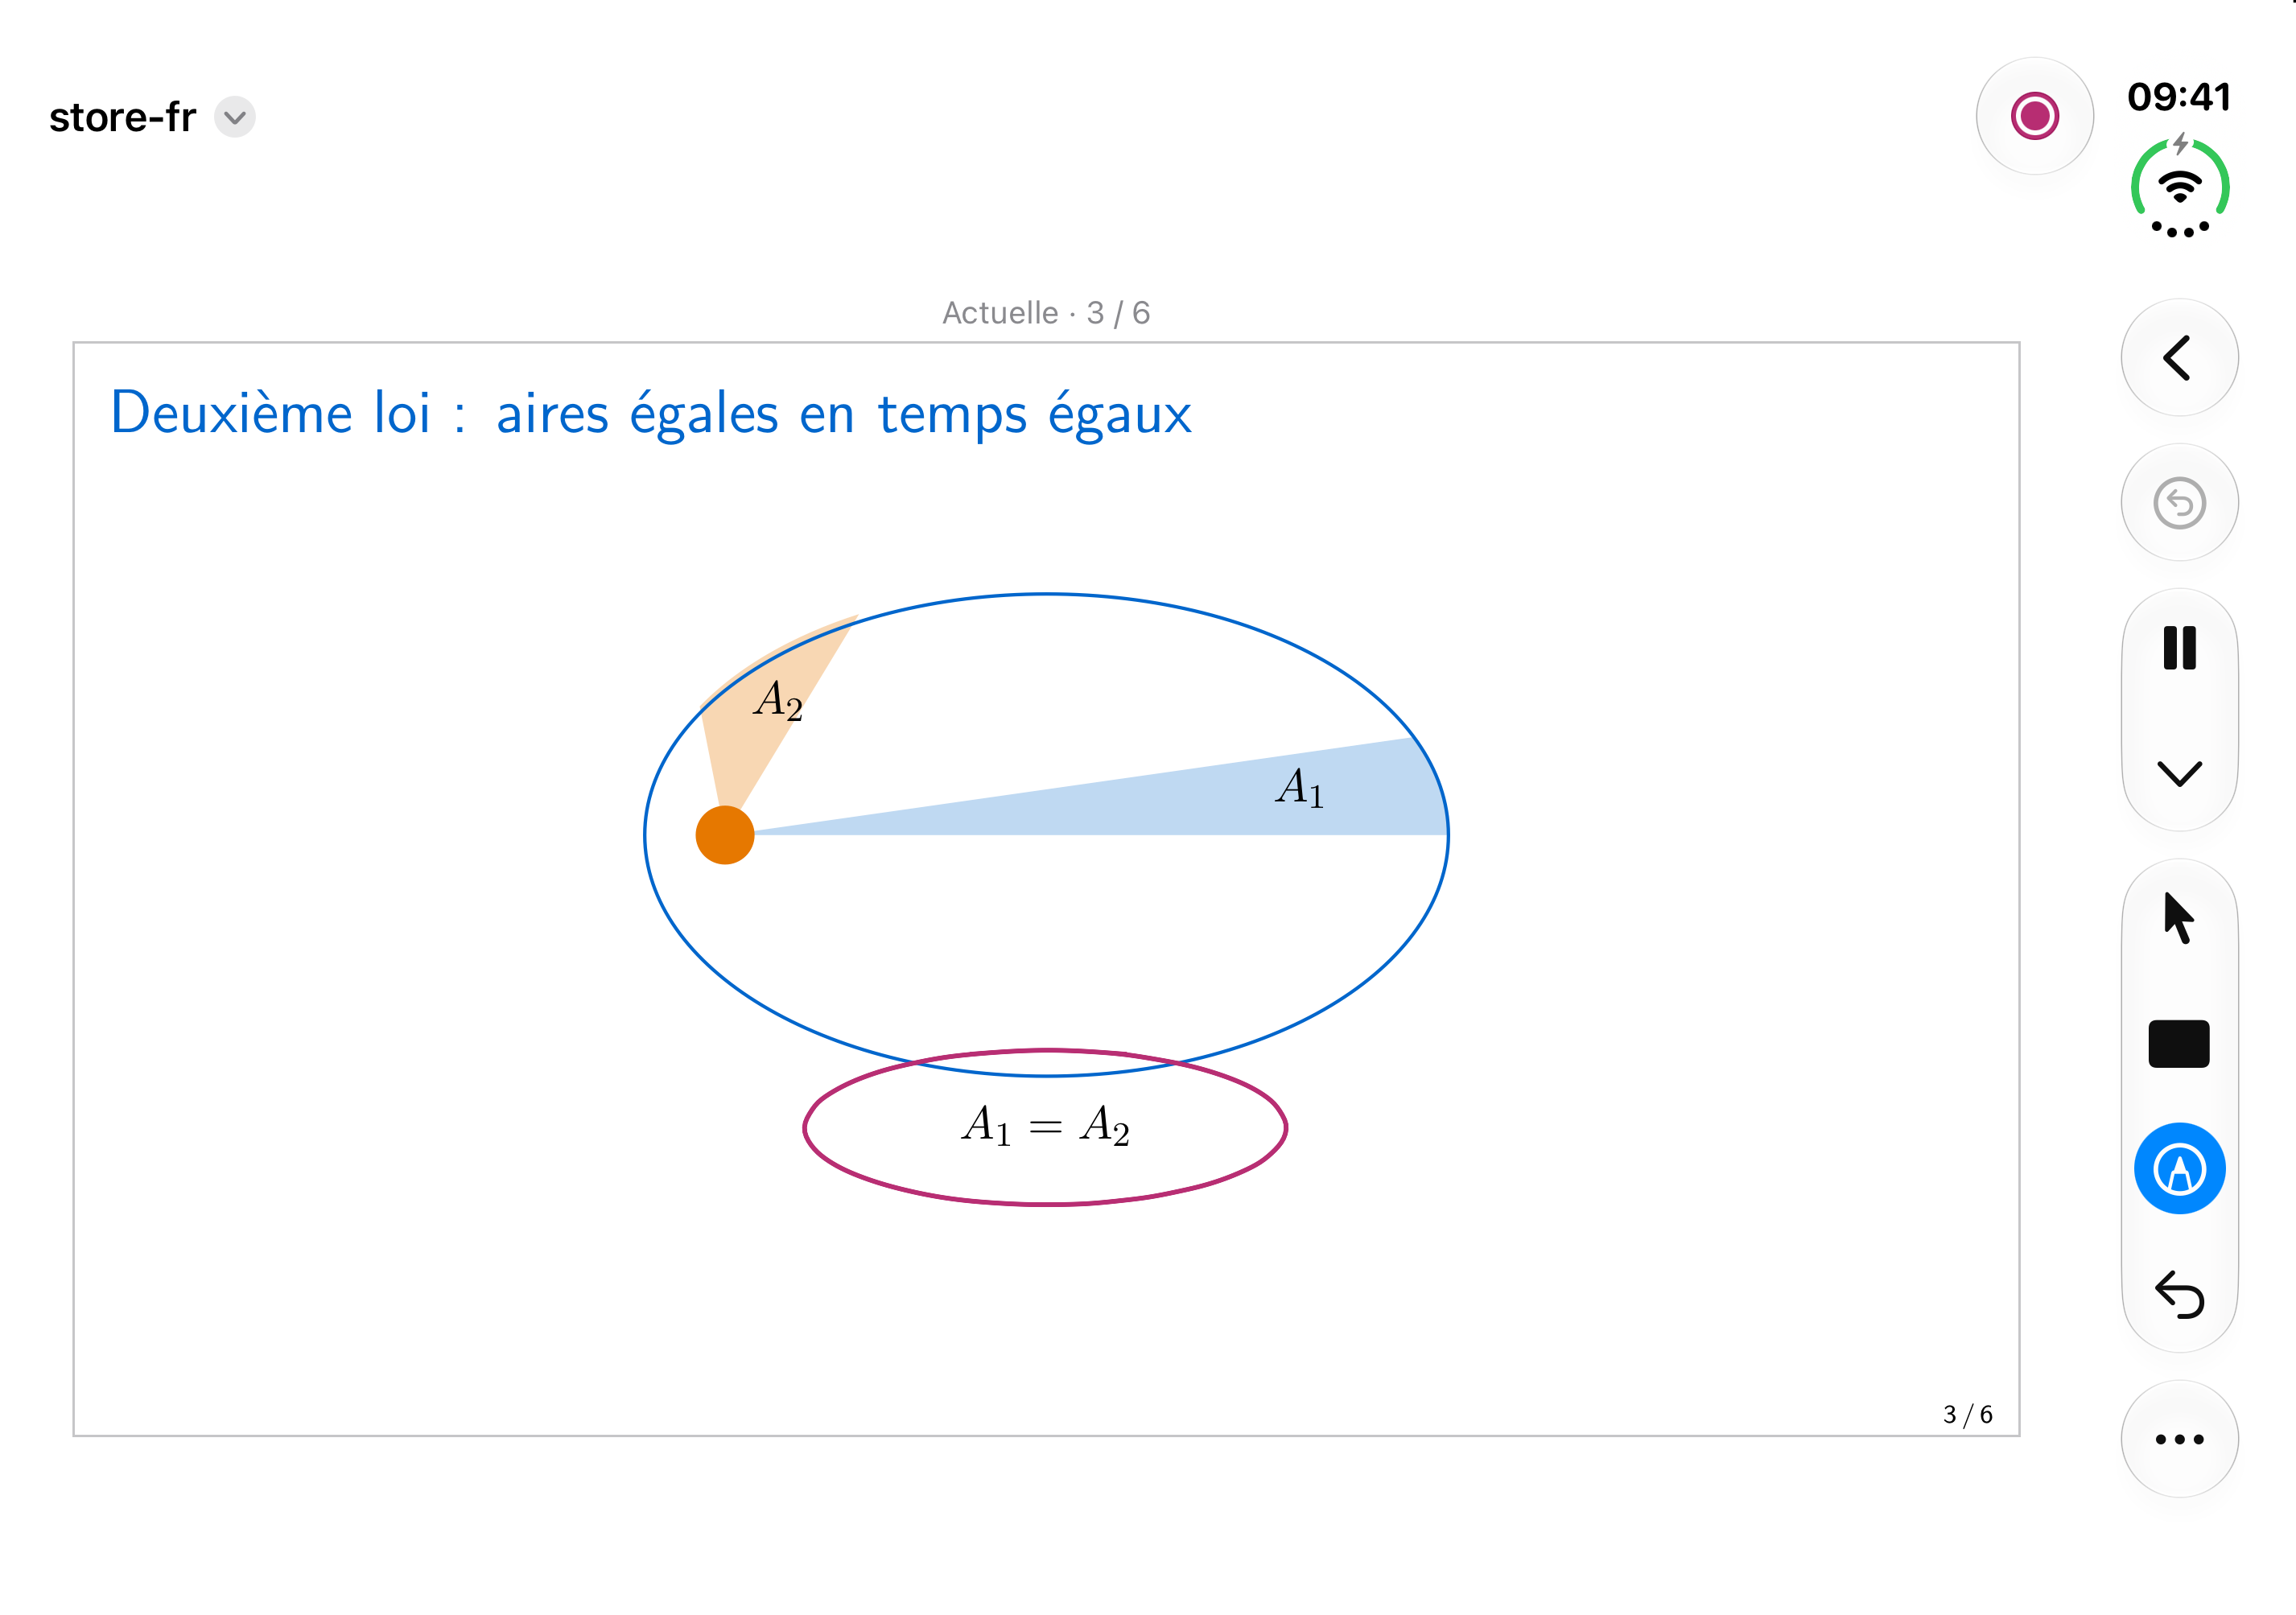 store-fr
09:41
Actuelle · 3 / 6
Deuxième loi : aires égales en temps égaux
A₂
A₁
A₁ = A₂
3 / 6